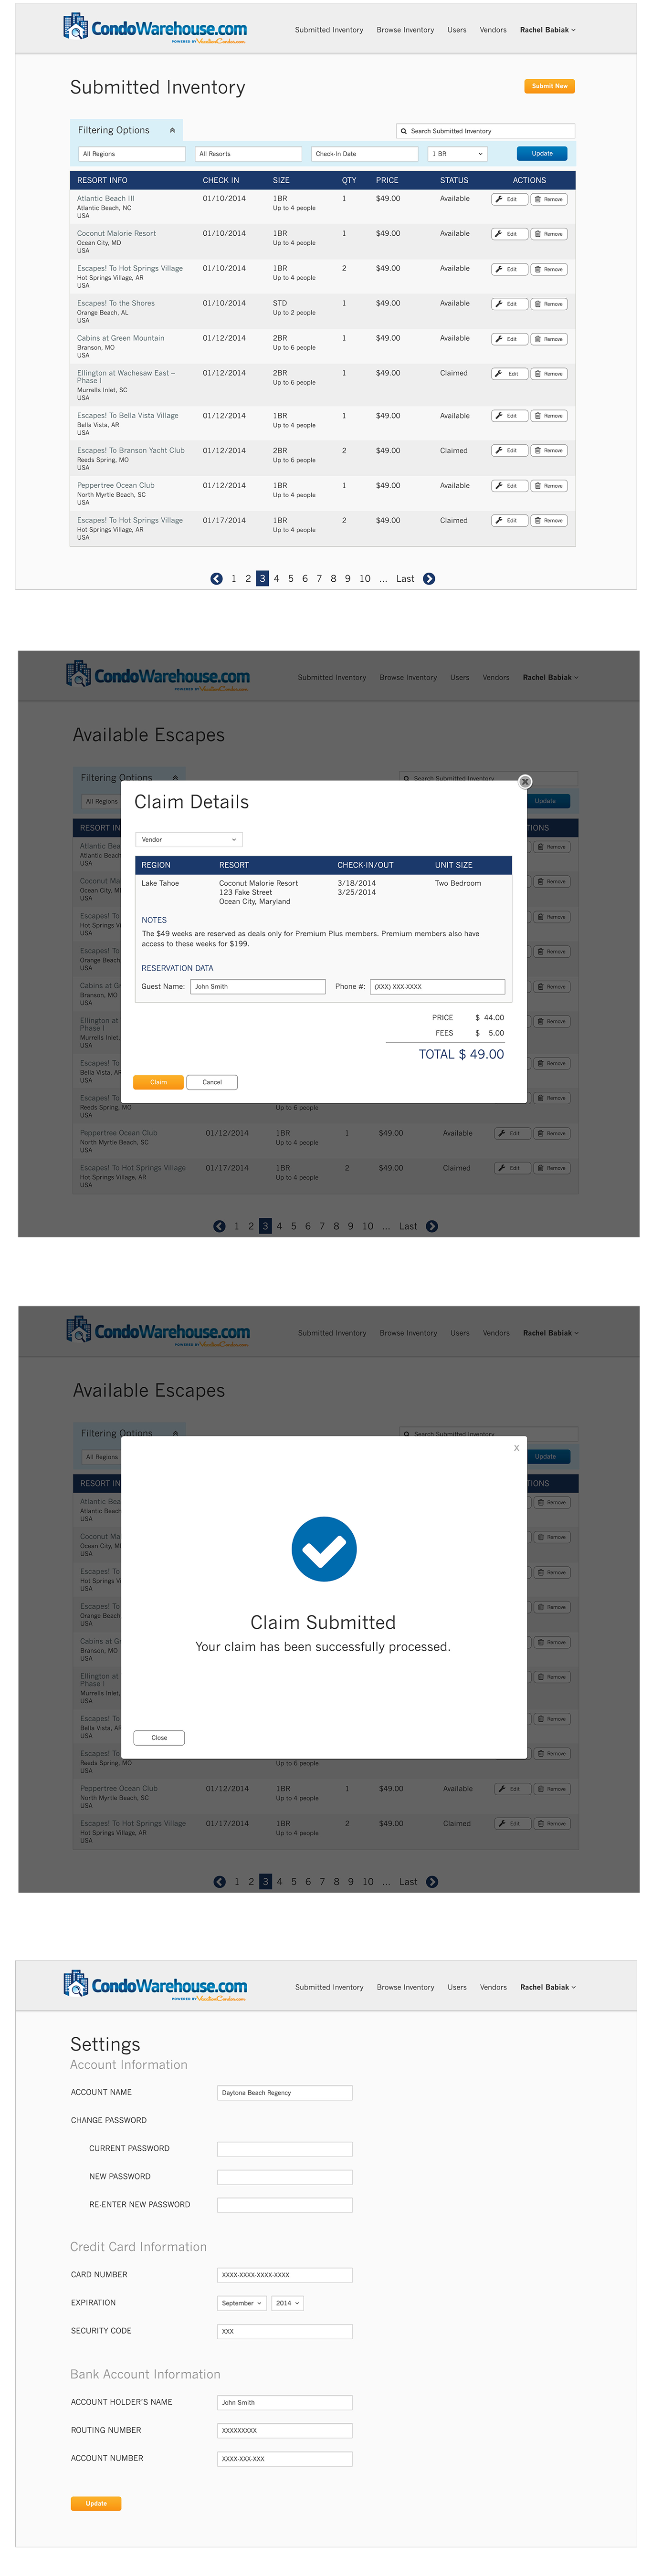 CondoWarehouse.com
POWERED BY VacationCondos.com
Submitted Inventory Browse Inventory Users Vendors Rachel Babiak
Submitted Inventory
Submit New
Filtering Options
Search Submitted Inventory
All Regions All Resorts Check-In Date 1 BR Update
RESORT INFO CHECK IN SIZE QTY PRICE STATUS ACTIONS
Atlantic Beach III 01/10/2014 1BR 1 $49.00 Available Edit Remove
Atlantic Beach, NC Up to 4 people
USA
Coconut Malorie Resort 01/10/2014 1BR 1 $49.00 Available Edit Remove
Ocean City, MD Up to 4 people
USA
Escapes! To Hot Springs Village 01/10/2014 1BR 2 $49.00 Available Edit Remove
Hot Springs Village, AR Up to 4 people
USA
Escapes! To the Shores 01/10/2014 STD 1 $49.00 Available Edit Remove
Orange Beach, AL Up to 2 people
USA
Cabins at Green Mountain 01/12/2014 2BR 1 $49.00 Available Edit Remove
Branson, MO Up to 6 people
USA
Ellington at Wachesaw East – 01/12/2014 2BR 1 $49.00 Claimed Edit Remove
Phase I Up to 6 people
Murrells Inlet, SC
USA
Escapes! To Bella Vista Village 01/12/2014 1BR 1 $49.00 Available Edit Remove
Bella Vista, AR Up to 4 people
USA
Escapes! To Branson Yacht Club 01/12/2014 2BR 2 $49.00 Claimed Edit Remove
Reeds Spring, MO Up to 6 people
USA
Peppertree Ocean Club 01/12/2014 1BR 1 $49.00 Available Edit Remove
North Myrtle Beach, SC Up to 4 people
USA
Escapes! To Hot Springs Village 01/17/2014 1BR 2 $49.00 Claimed Edit Remove
Hot Springs Village, AR Up to 4 people
USA
1 2 3 4 5 6 7 8 9 10 ... Last
CondoWarehouse.com
POWERED BY VacationCondos.com
Submitted Inventory Browse Inventory Users Vendors Rachel Babiak
Available Escapes
Filtering Options
Search Submitted Inventory
All Regions Update
RESORT IN TIONS
Atlantic Bea Remove
Atlantic Beach
USA
Coconut Ma Remove
Ocean City, M
USA
Escapes! To Remove
Hot Springs V
USA
Escapes! To Remove
Orange Beach
USA
Cabins at Gr Remove
Branson, MO
USA
Ellington at Remove
Phase I
Murrells Inlet,
USA
Escapes! To Remove
Bella Vista, AR
USA
Escapes! To Remove
Reeds Spring, MO Up to 6 people
USA
Claim Details
Vendor
REGION RESORT CHECK-IN/OUT UNIT SIZE
Lake Tahoe Coconut Malorie Resort 3/18/2014 Two Bedroom
123 Fake Street 3/25/2014
Ocean City, Maryland
NOTES
The $49 weeks are reserved as deals only for Premium Plus members. Premium members also have
access to these weeks for $199.
RESERVATION DATA
Guest Name: John Smith Phone #: (XXX) XXX-XXXX
PRICE $ 44.00
FEES $ 5.00
TOTAL $ 49.00
Claim Cancel
Peppertree Ocean Club 01/12/2014 1BR 1 $49.00 Available Edit Remove
North Myrtle Beach, SC Up to 4 people
USA
Escapes! To Hot Springs Village 01/17/2014 1BR 2 $49.00 Claimed Edit Remove
Hot Springs Village, AR Up to 4 people
USA
1 2 3 4 5 6 7 8 9 10 ... Last
CondoWarehouse.com
POWERED BY VacationCondos.com
Submitted Inventory Browse Inventory Users Vendors Rachel Babiak
Available Escapes
Filtering Options
Search Submitted Inventory
All Regions Update
RESORT IN TIONS
Atlantic Bea Remove
Atlantic Beach
USA
Coconut Ma Remove
Ocean City, M
USA
Escapes! To Remove
Hot Springs V
USA
Escapes! To Remove
Orange Beach
USA
Cabins at Gr Remove
Branson, MO
USA
Ellington at Remove
Phase I
Murrells Inlet,
USA
Escapes! To Remove
Bella Vista, AR
USA
Escapes! To Remove
Reeds Spring, MO Up to 6 people
USA
X
Claim Submitted
Your claim has been successfully processed.
Close
Peppertree Ocean Club 01/12/2014 1BR 1 $49.00 Available Edit Remove
North Myrtle Beach, SC Up to 4 people
USA
Escapes! To Hot Springs Village 01/17/2014 1BR 2 $49.00 Claimed Edit Remove
Hot Springs Village, AR Up to 4 people
USA
1 2 3 4 5 6 7 8 9 10 ... Last
CondoWarehouse.com
POWERED BY VacationCondos.com
Submitted Inventory Browse Inventory Users Vendors Rachel Babiak
Settings
Account Information
ACCOUNT NAME Daytona Beach Regency
CHANGE PASSWORD
CURRENT PASSWORD
NEW PASSWORD
RE-ENTER NEW PASSWORD
Credit Card Information
CARD NUMBER XXXX-XXXX-XXXX-XXXX
EXPIRATION September 2014
SECURITY CODE XXX
Bank Account Information
ACCOUNT HOLDER'S NAME John Smith
ROUTING NUMBER XXXXXXXXX
ACCOUNT NUMBER XXXX-XXX-XXX
Update